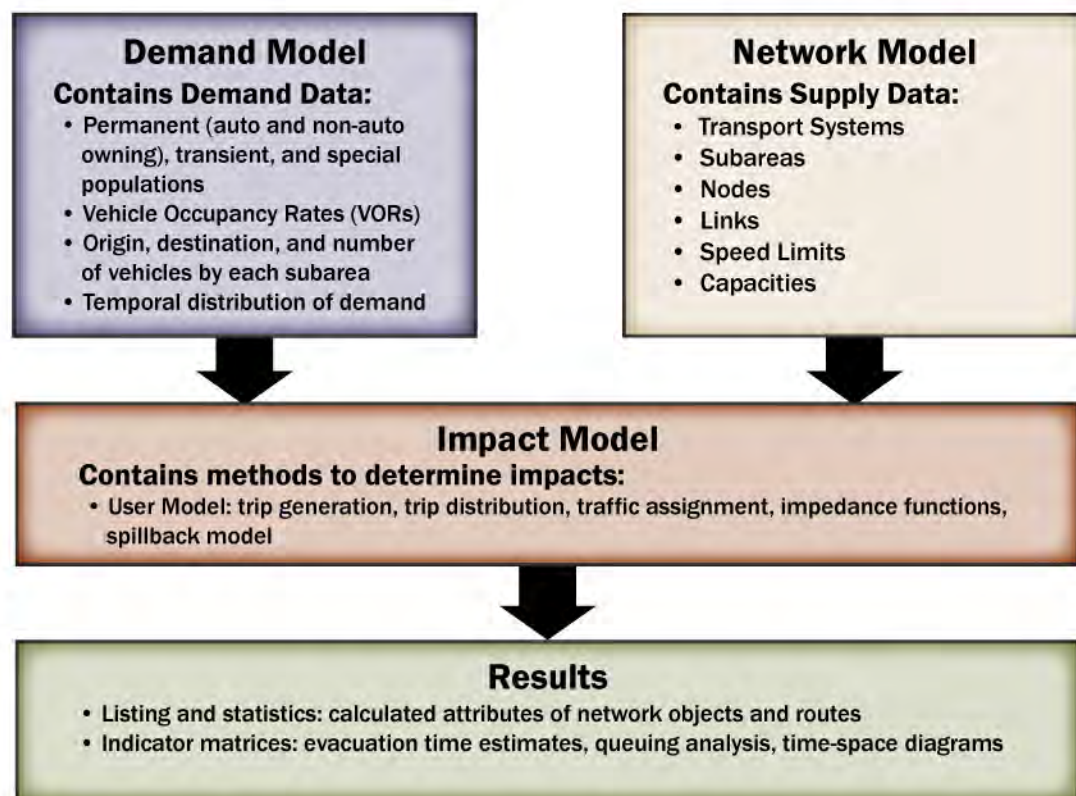 Demand Model
Contains Demand Data:
• Permanent (auto and non-auto
owning), transient, and special
populations
• Vehicle Occupancy Rates (VORs)
• Origin, destination, and number
of vehicles by each subarea
• Temporal distribution of demand
Network Model
Contains Supply Data:
• Transport Systems
• Subareas
• Nodes
• Links
• Speed Limits
• Capacities
Impact Model
Contains methods to determine impacts:
• User Model: trip generation, trip distribution, traffic assignment, impedance functions,
spillback model
Results
• Listing and statistics: calculated attributes of network objects and routes
• Indicator matrices: evacuation time estimates, queuing analysis, time-space diagrams